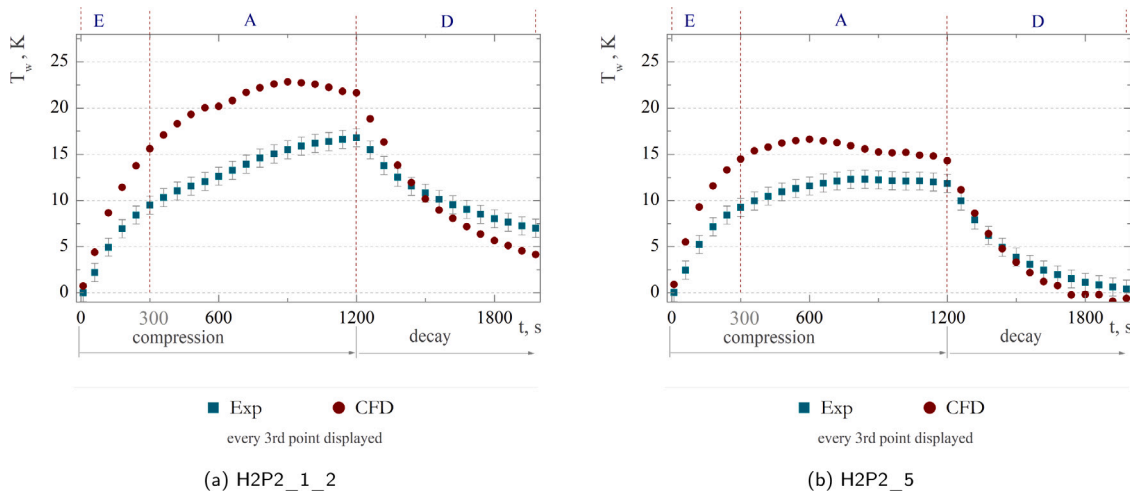 E A D
T_w, K
25
20
15
10
5
0
0 300 600 1200 1800 t, s
compression decay
Exp CFD
every 3rd point displayed
(a) H2P2_1_2
E A D
T_w, K
25
20
15
10
5
0
0 300 600 1200 1800 t, s
compression decay
Exp CFD
every 3rd point displayed
(b) H2P2_5